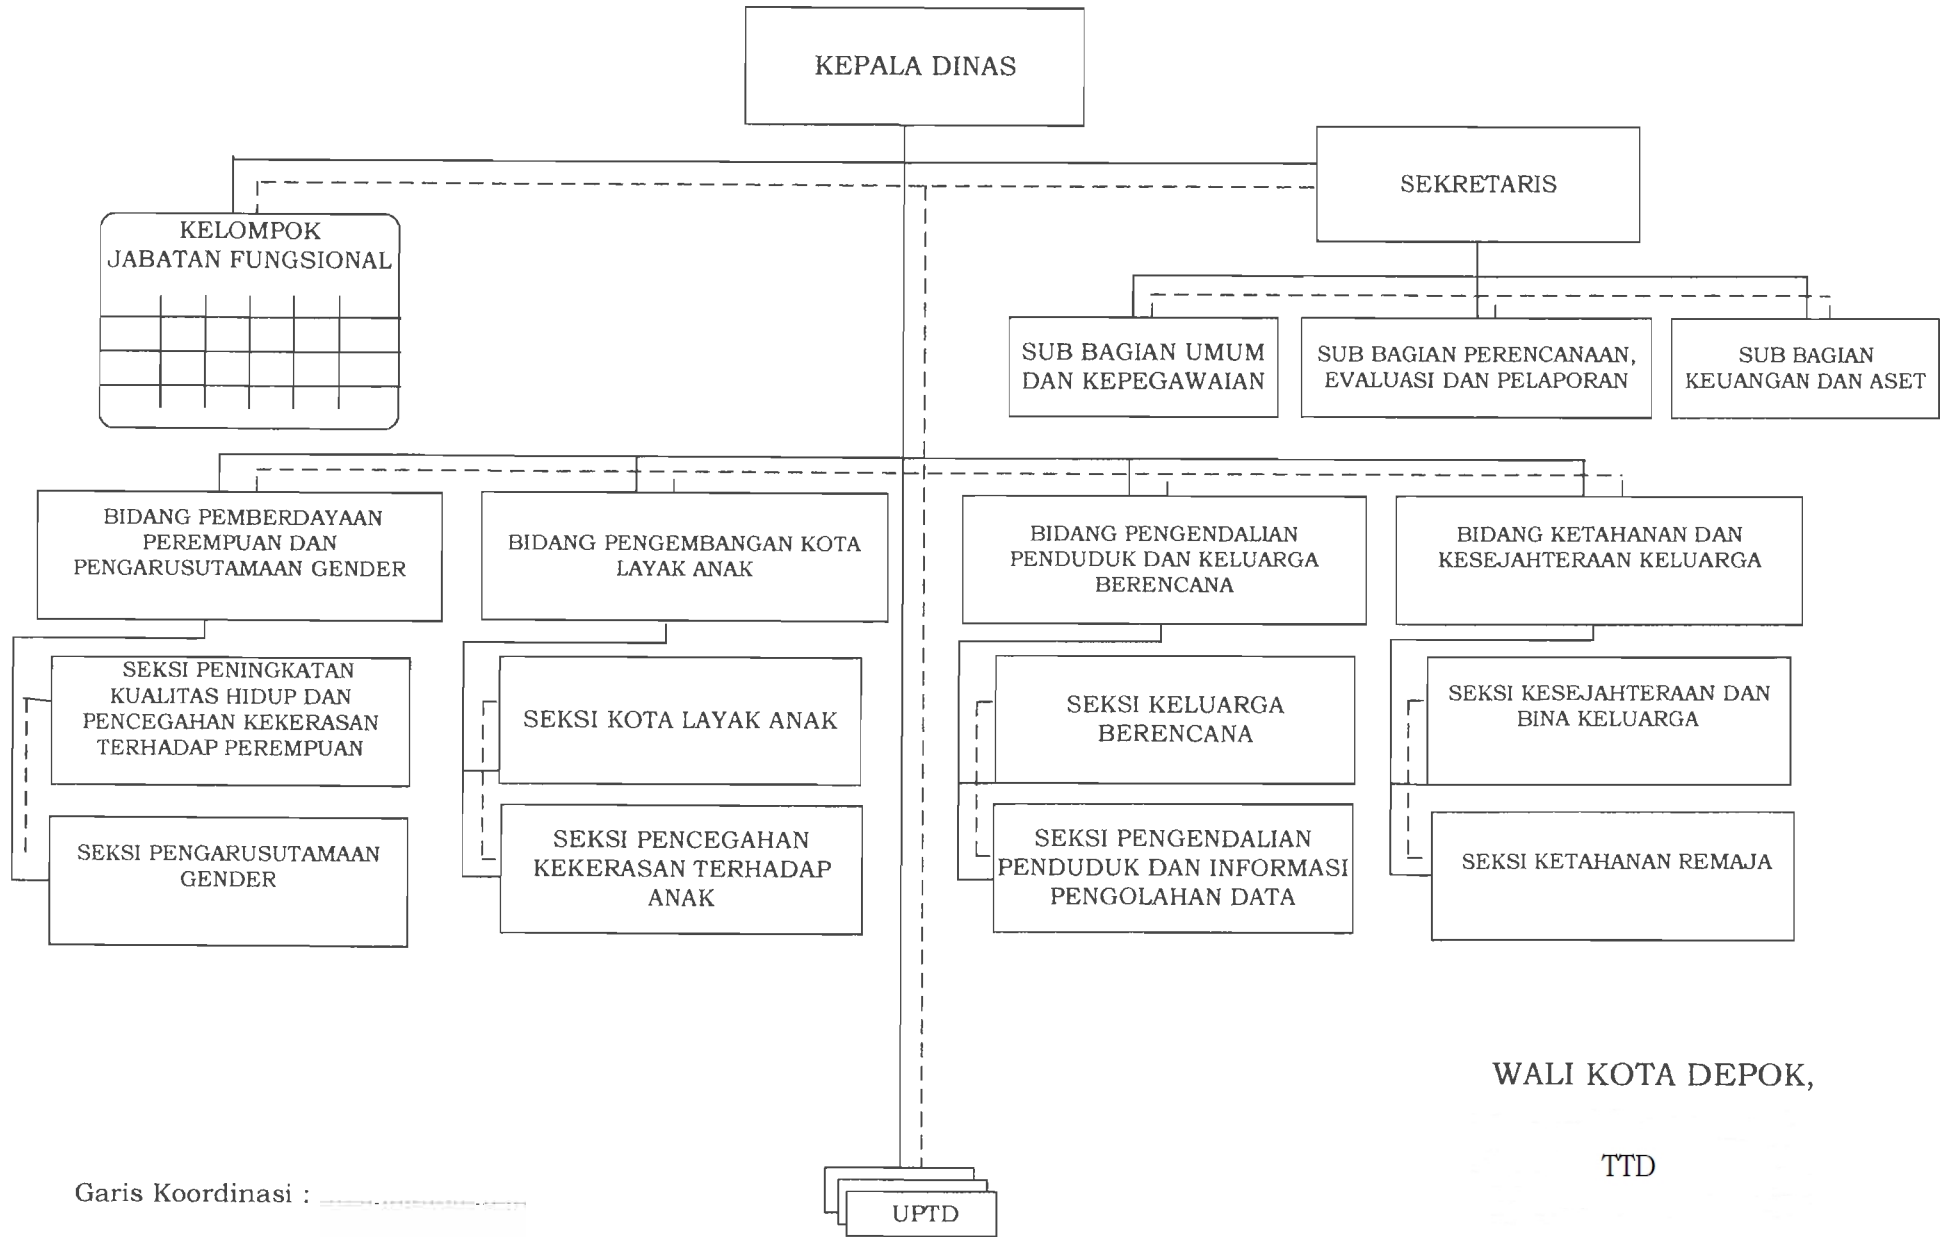 KEPALA DINAS
SEKRETARIS
KELOMPOK
JABATAN FUNGSIONAL
SUB BAGIAN UMUM
DAN KEPEGAWAIAN
SUB BAGIAN PERENCANAAN,
EVALUASI DAN PELAPORAN
SUB BAGIAN
KEUANGAN DAN ASET
BIDANG PEMBERDAYAAN
PEREMPUAN DAN
PENGARUSUTAMAAN GENDER
BIDANG PENGEMBANGAN KOTA
LAYAK ANAK
BIDANG PENGENDALIAN
PENDUDUK DAN KELUARGA
BERENCANA
BIDANG KETAHANAN DAN
KESEJAHTERAAN KELUARGA
SEKSI PENINGKATAN
KUALITAS HIDUP DAN
PENCEGAHAN KEKERASAN
TERHADAP PEREMPUAN
SEKSI KOTA LAYAK ANAK
SEKSI KELUARGA
BERENCANA
SEKSI KESEJAHTERAAN DAN
BINA KELUARGA
SEKSI PENGARUSUTAMAAN
GENDER
SEKSI PENCEGAHAN
KEKERASAN TERHADAP
ANAK
SEKSI PENGENDALIAN
PENDUDUK DAN INFORMASI
PENGOLAHAN DATA
SEKSI KETAHANAN REMAJA
WALI KOTA DEPOK,
TTD
Garis Koordinasi :
UPTD